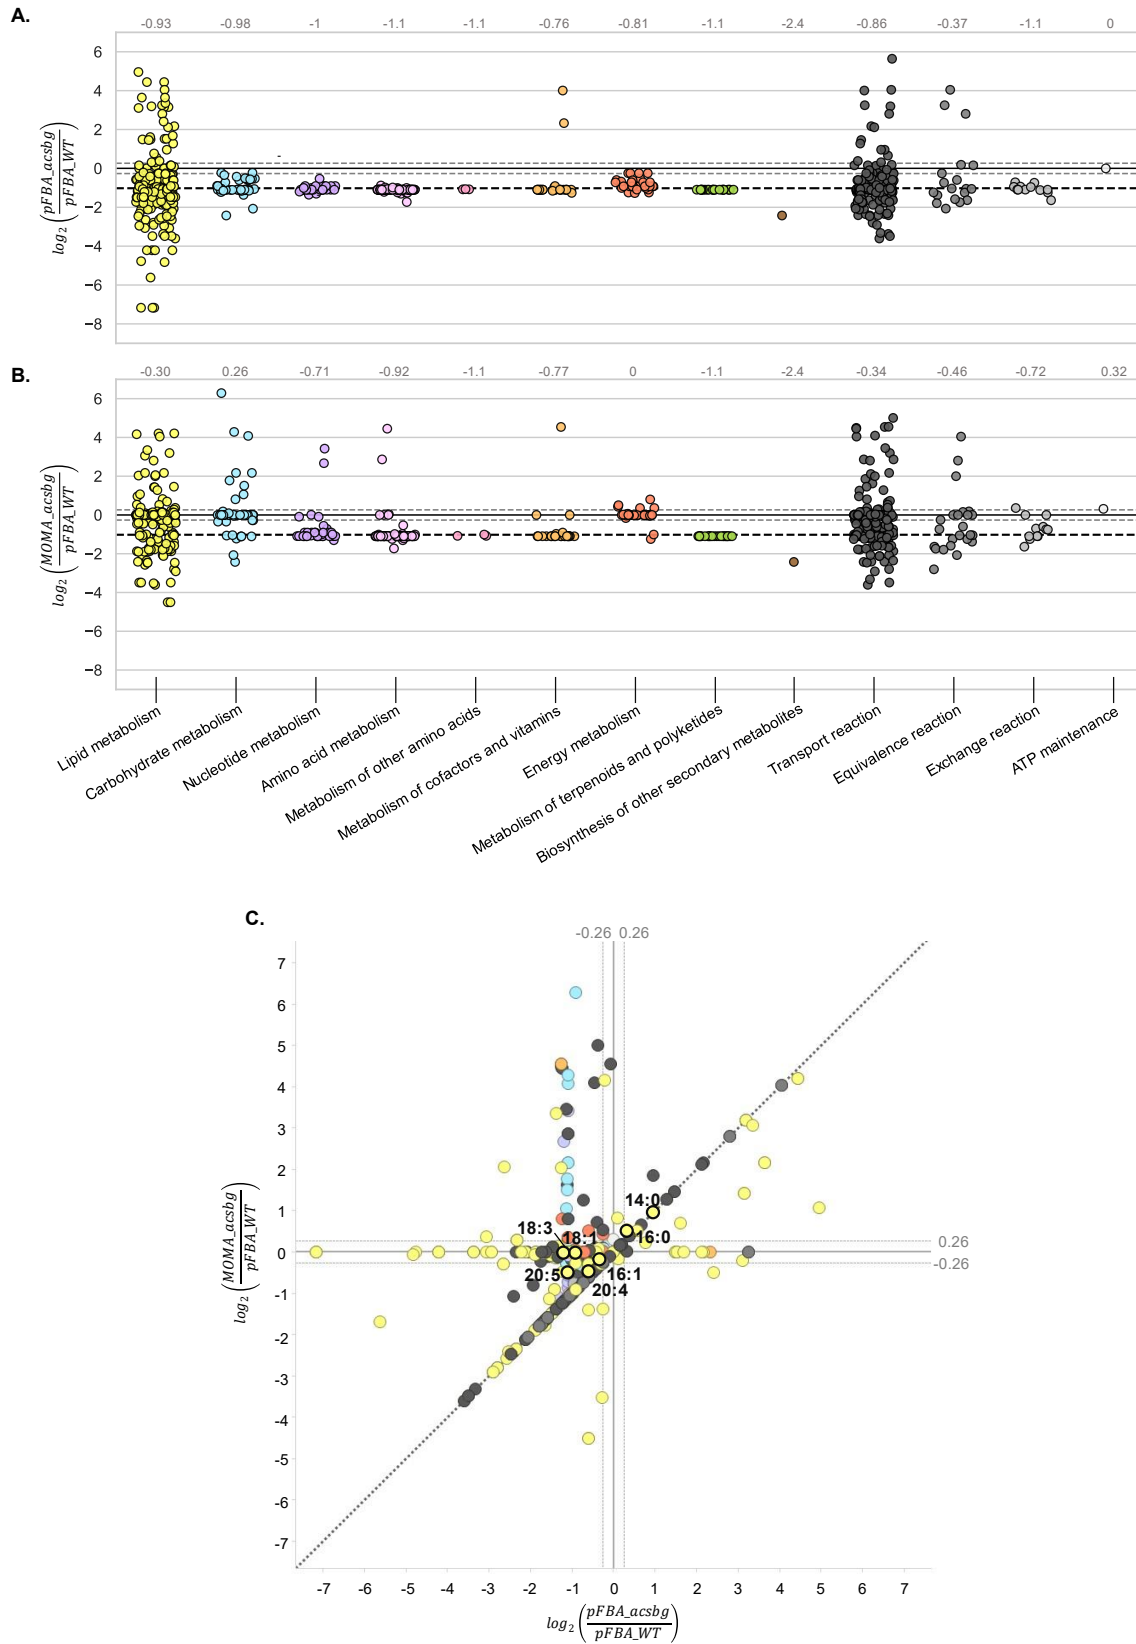 A.
-0.93 -0.98 -1 -1.1 -1.1 -0.76 -0.81 -1.1 -2.4 -0.86 -0.37 -1.1 0
6
4
2
0
−2
−4
−6
−8
log2 (pFBA_acsbg / pFBA_WT)
B.
-0.30 0.26 -0.71 -0.92 -1.1 -0.77 0 -1.1 -2.4 -0.34 -0.46 -0.72 0.32
6
4
2
0
−2
−4
−6
−8
log2 (MOMA_acsbg / pFBA_WT)
Lipid metabolism
Carbohydrate metabolism
Nucleotide metabolism
Amino acid metabolism
Metabolism of other amino acids
Metabolism of cofactors and vitamins
Energy metabolism
Metabolism of terpenoids and polyketides
Biosynthesis of other secondary metabolites
Transport reaction
Equivalence reaction
Exchange reaction
ATP maintenance
C.
-0.26 0.26
7
6
5
4
3
2
1
0
-1
-2
-3
-4
-5
-6
-7
log2 (MOMA_acsbg / pFBA_WT)
14:0
18:3
18:1
16:0
0.26
-0.26
20:5
16:1
20:4
-7 -6 -5 -4 -3 -2 -1 0 1 2 3 4 5 6 7
log2 (pFBA_acsbg / pFBA_WT)